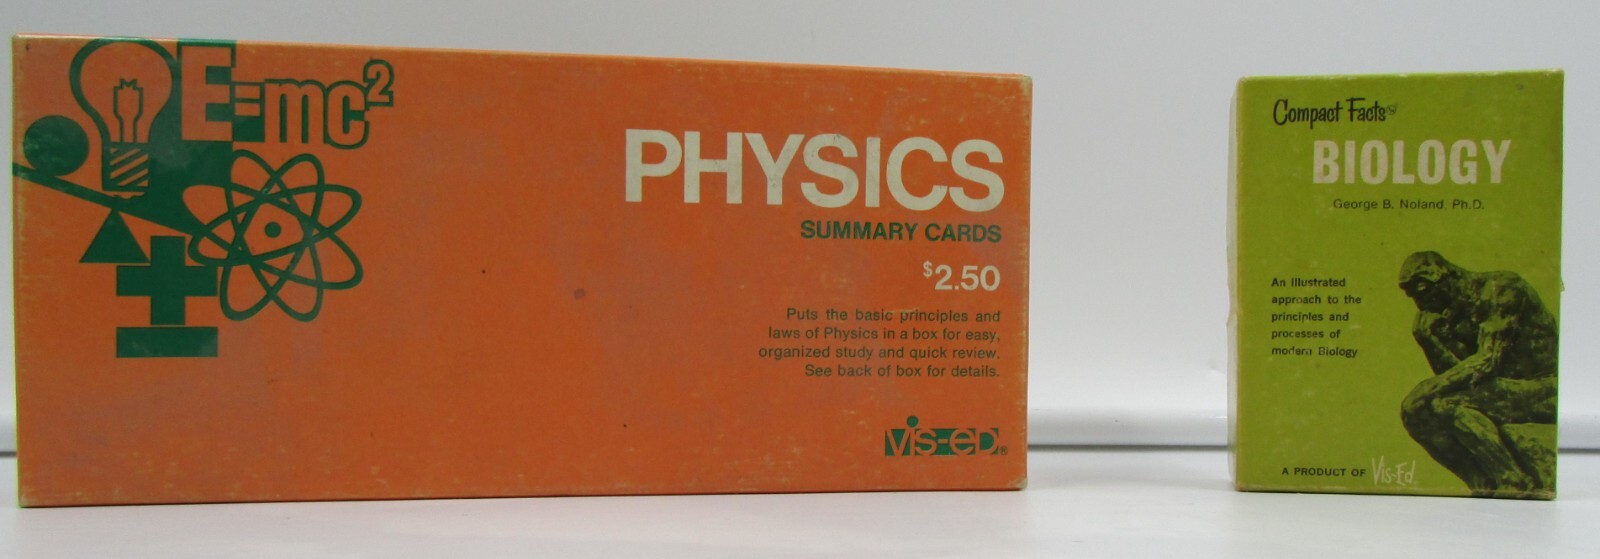 E=mc²
PHYSICS
SUMMARY CARDS
$2.50
Puts the basic principles and
laws of Physics in a box for easy,
organized study and quick review.
See back of box for details.
vis-ed®
Compact Facts®
BIOLOGY
George B. Noland, Ph.D.
An illustrated
approach to the
principles and
processes of
modern Biology
A PRODUCT OF Vis-Ed